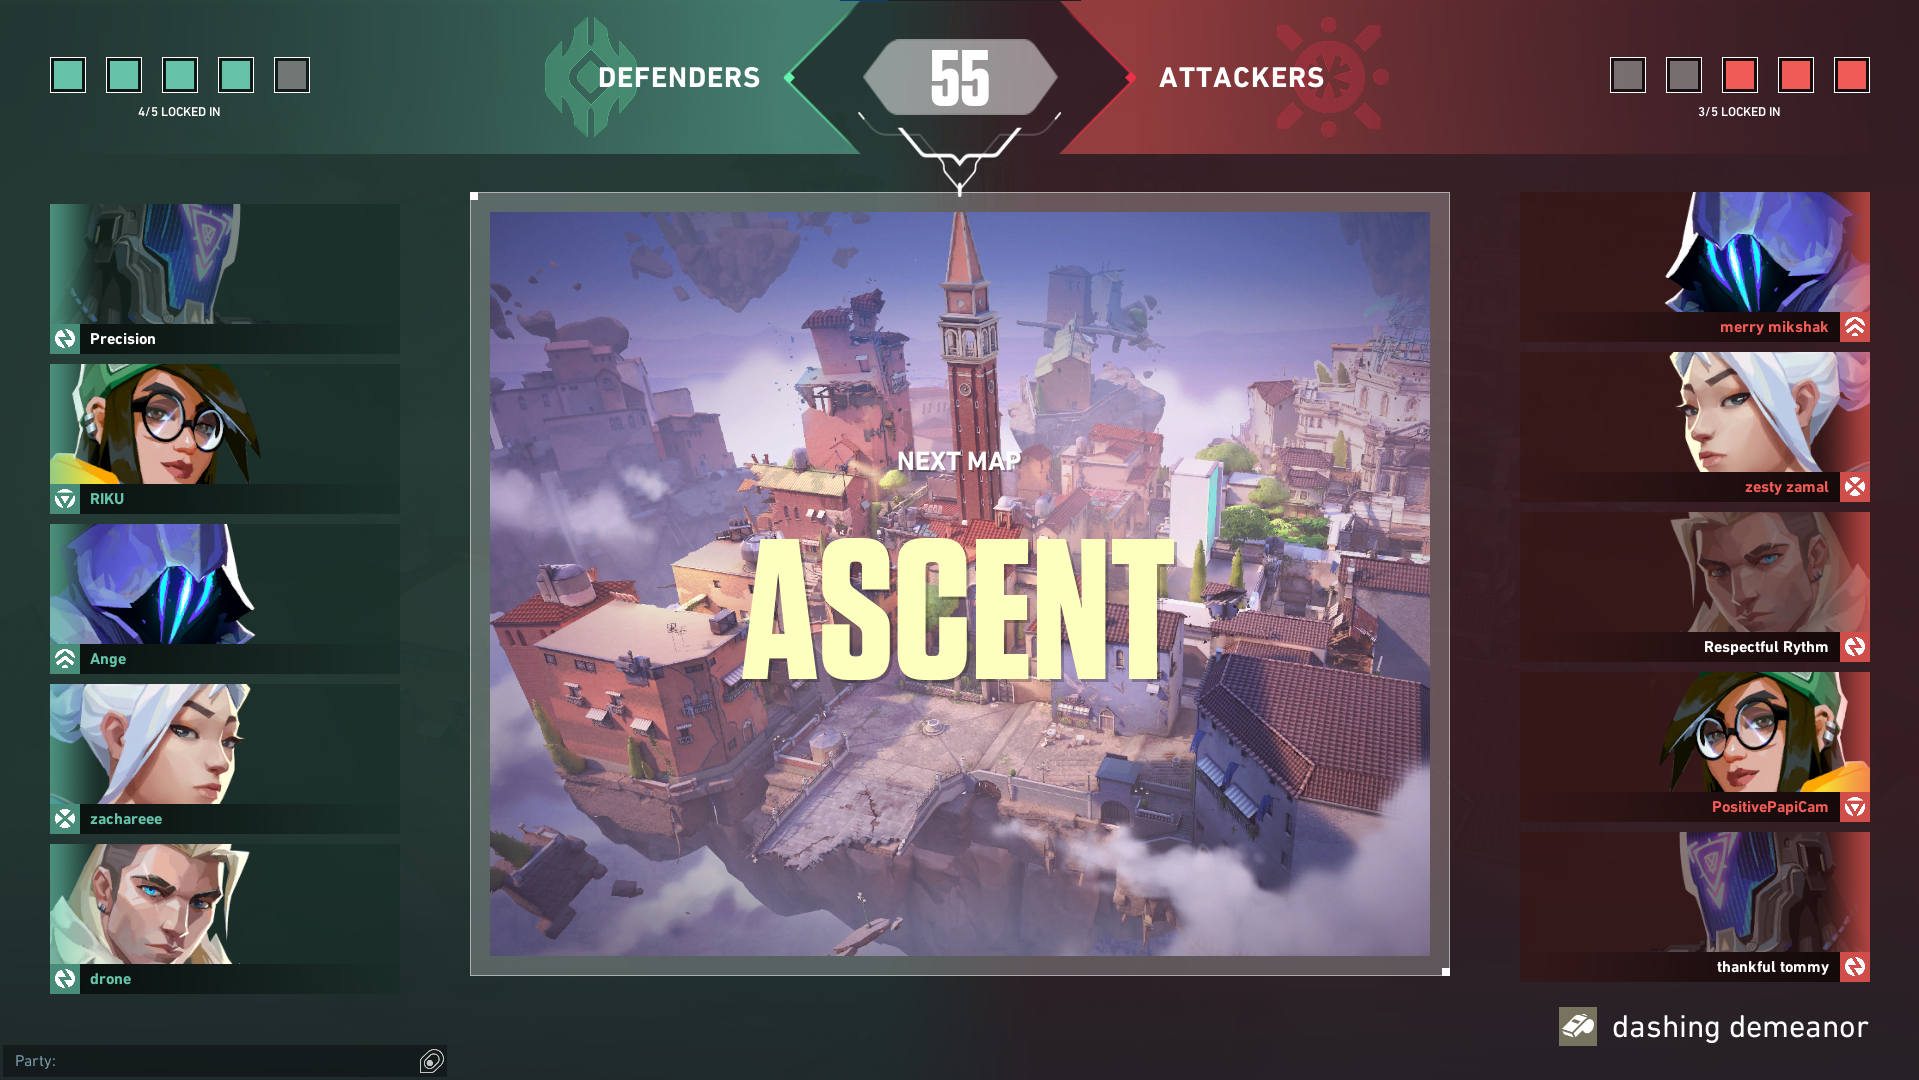 DEFENDERS
55
ATTACKERS
4/5 LOCKED IN
3/5 LOCKED IN
Precision
RIKU
Ange
zachareee
drone
NEXT MAP
ASCENT
merry mikshak
zesty zamal
Respectful Rythm
PositivePapiCam
thankful tommy
dashing demeanor
Party: